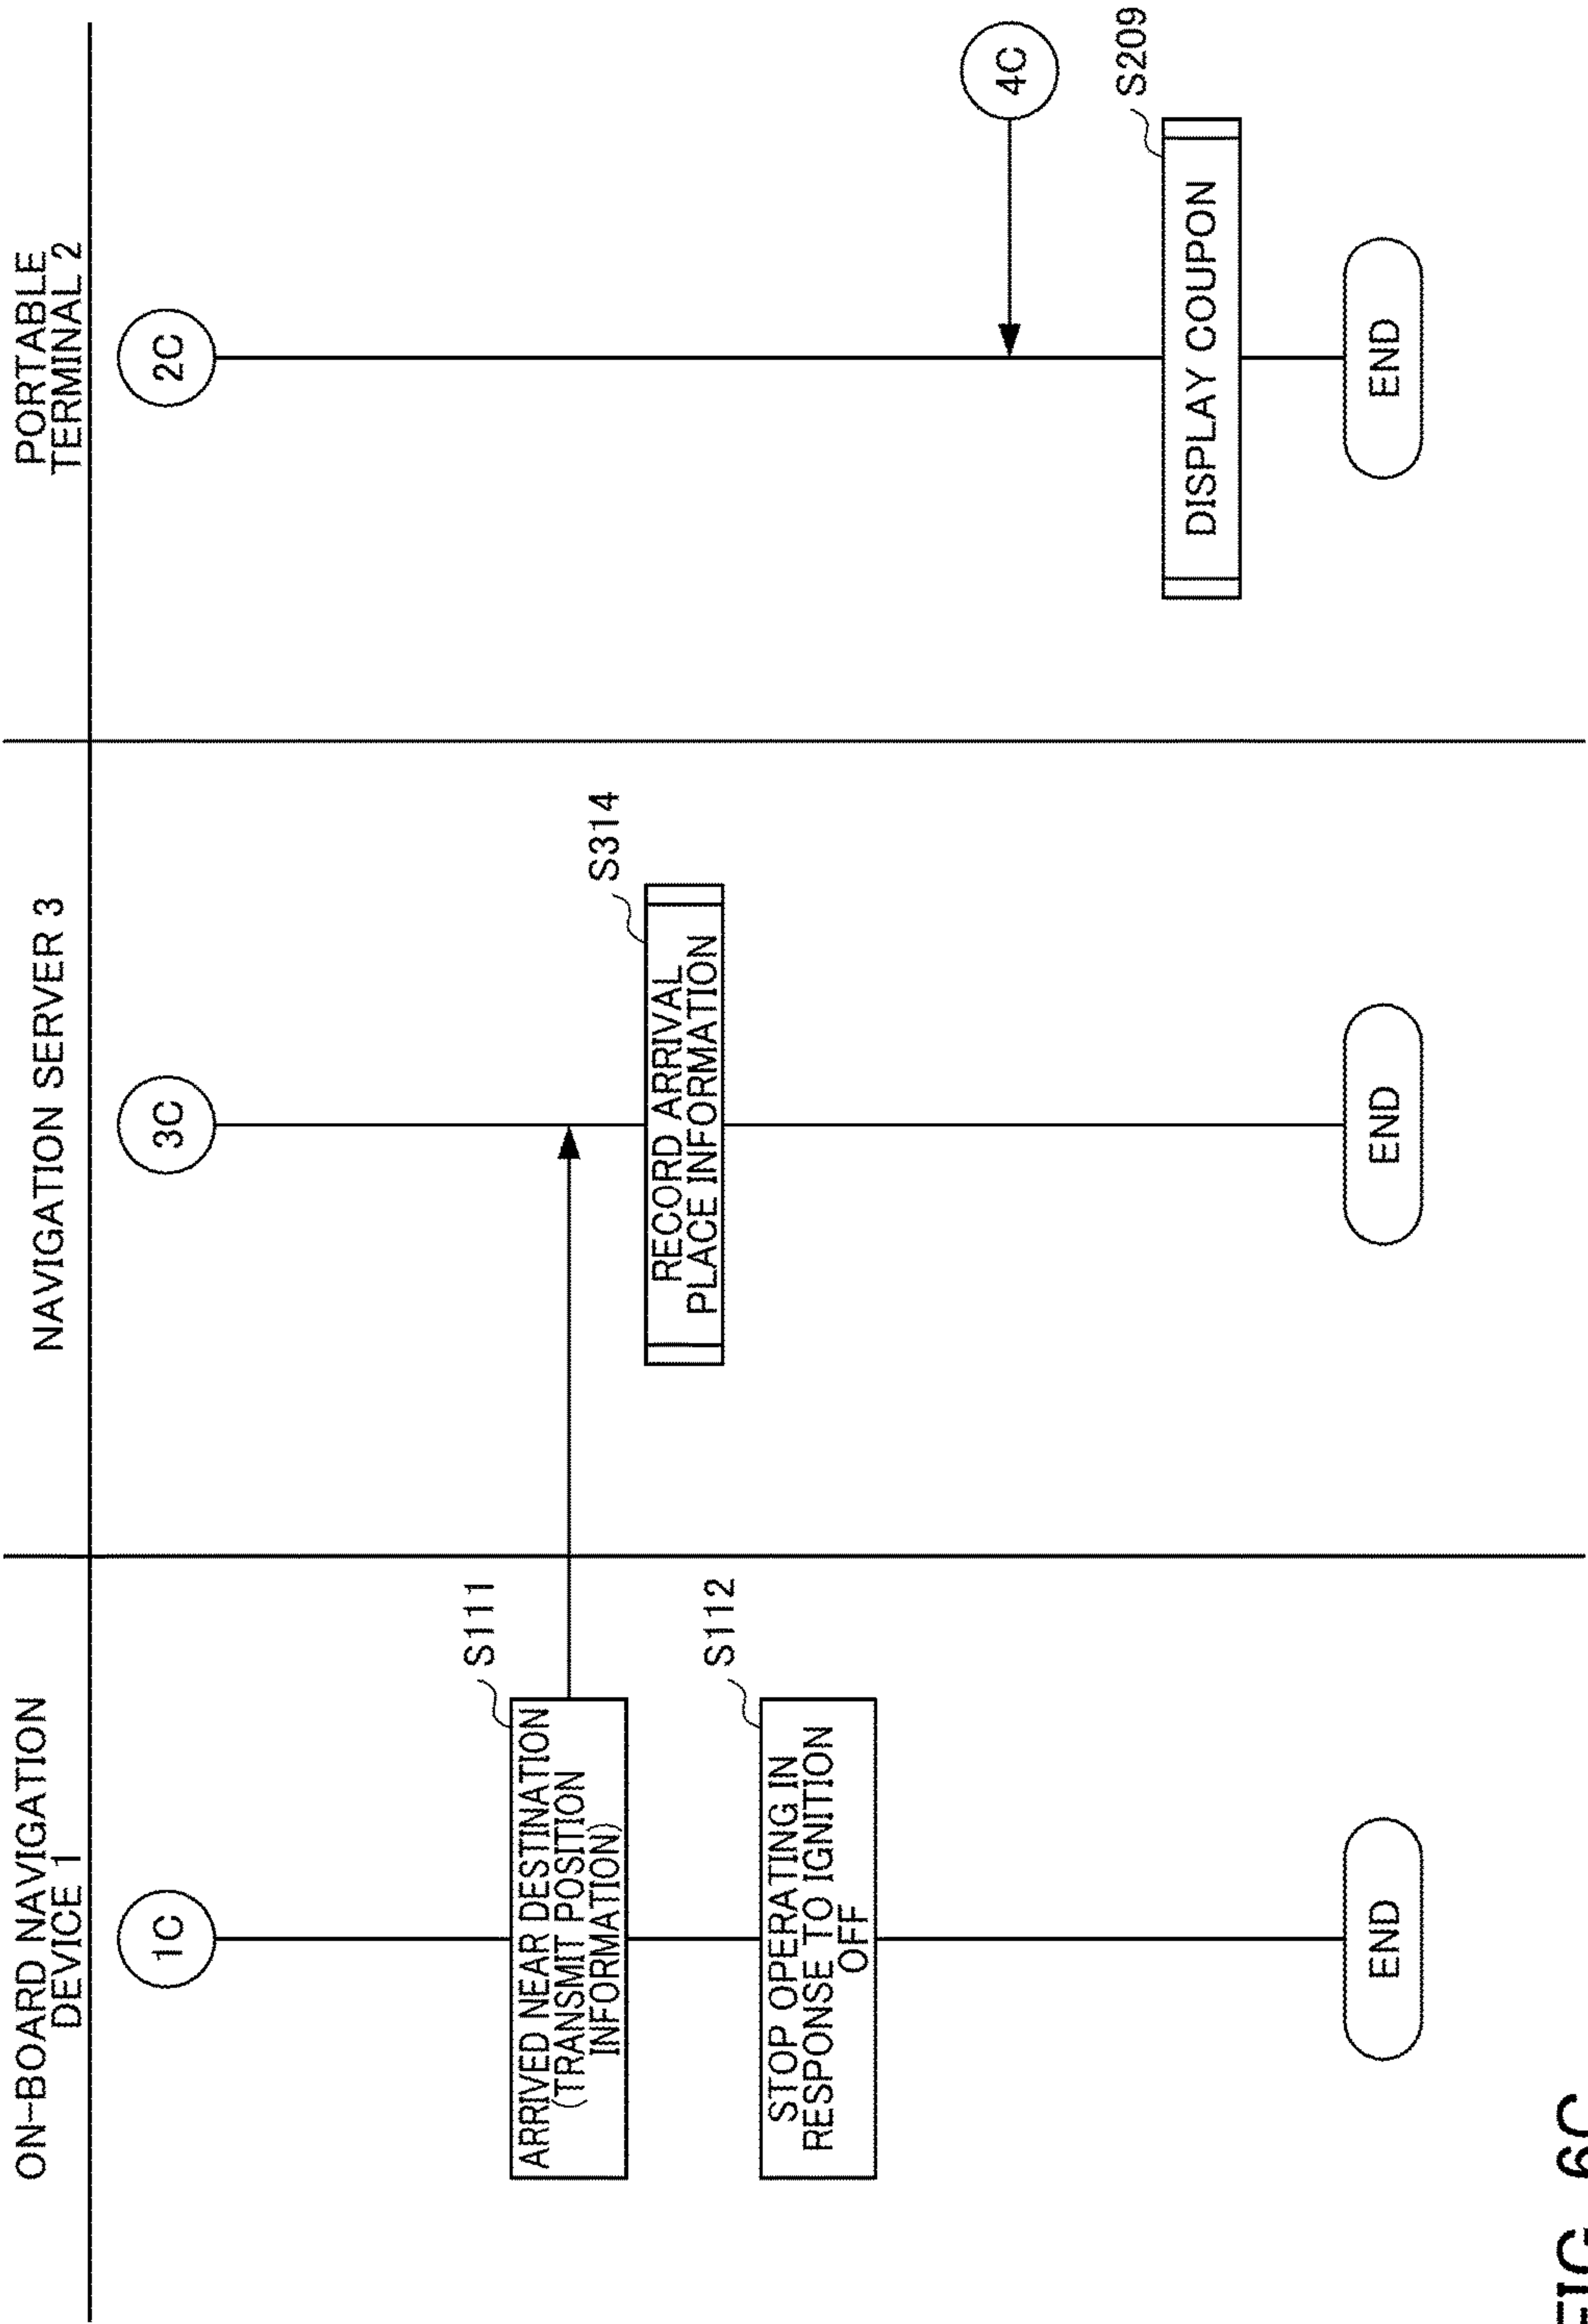 ON-BOARD NAVIGATION
DEVICE 1
NAVIGATION SERVER 3
PORTABLE
TERMINAL 2
1C
3C
2C
S111
ARRIVED NEAR DESTINATION
(TRANSMIT POSITION
INFORMATION)
S314
RECORD ARRIVAL
PLACE INFORMATION
S112
STOP OPERATING IN
RESPONSE TO IGNITION
OFF
4C
S209
DISPLAY COUPON
END
END
END
FIG. 6C